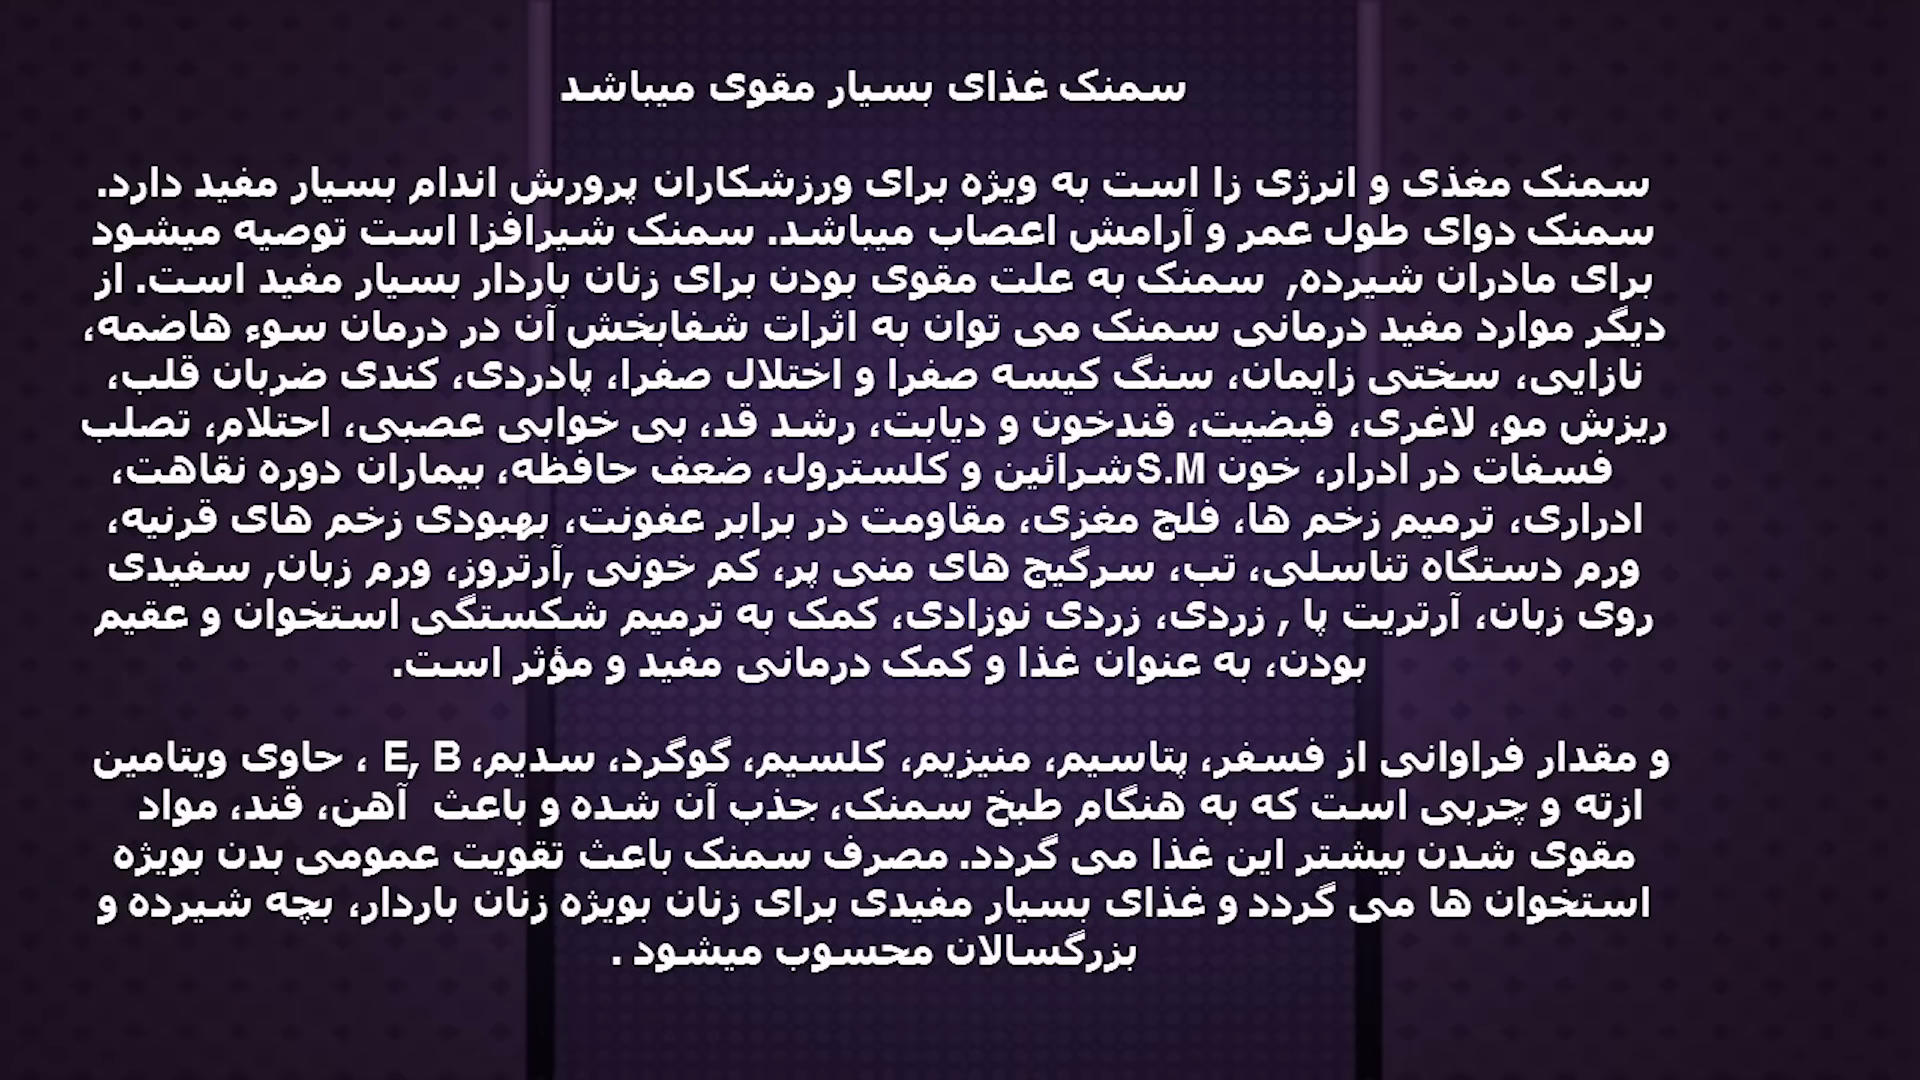 سمنک غذای بسیار مقوی میباشد
سمنک مغذی و انرژی زا است به ویژه برای ورزشکاران پرورش اندام بسیار مفید دارد.
سمنک دوای طول عمر و آرامش اعصاب میباشد. سمنک شیرافزا است توصیه میشود
برای مادران شیرده, سمنک به علت مقوی بودن برای زنان باردار بسیار مفید است. از
دیگر موارد مفید درمانی سمنک می توان به اثرات شفابخش آن در درمان سوء هاضمه،
نازایی، سختی زایمان، سنگ کیسه صفرا و اختلال صفرا، پادردی، کندی ضربان قلب،
ریزش مو، لاغری، قبضیت، قندخون و دیابت، رشد قد، بی خوابی عصبی، احتلام، تصلب
فسفات در ادرار، خون S.M شرائین و کلسترول، ضعف حافظه، بیماران دوره نقاهت،
ادراری، ترمیم زخم ها، فلج مغزی، مقاومت در برابر عفونت، بهبودی زخم های قرنیه،
ورم دستگاه تناسلی، تب، سرگیج های منی پر، کم خونی ,آرتروز، ورم زبان, سفیدی
روی زبان، آرتریت پا , زردی، زردی نوزادی، کمک به ترمیم شکستگی استخوان و عقیم
بودن، به عنوان غذا و کمک درمانی مفید و مؤثر است.
و مقدار فراوانی از فسفر، پتاسیم، منیزیم، کلسیم، گوگرد، سدیم، E, B ، حاوی ویتامین
ازته و چربی است که به هنگام طبخ سمنک، جذب آن شده و باعث آهن، قند، مواد
مقوی شدن بیشتر این غذا می گردد. مصرف سمنک باعث تقویت عمومی بدن بویژه
استخوان ها می گردد و غذای بسیار مفیدی برای زنان بویژه زنان باردار، بچه شیرده و
بزرگسالان محسوب میشود .